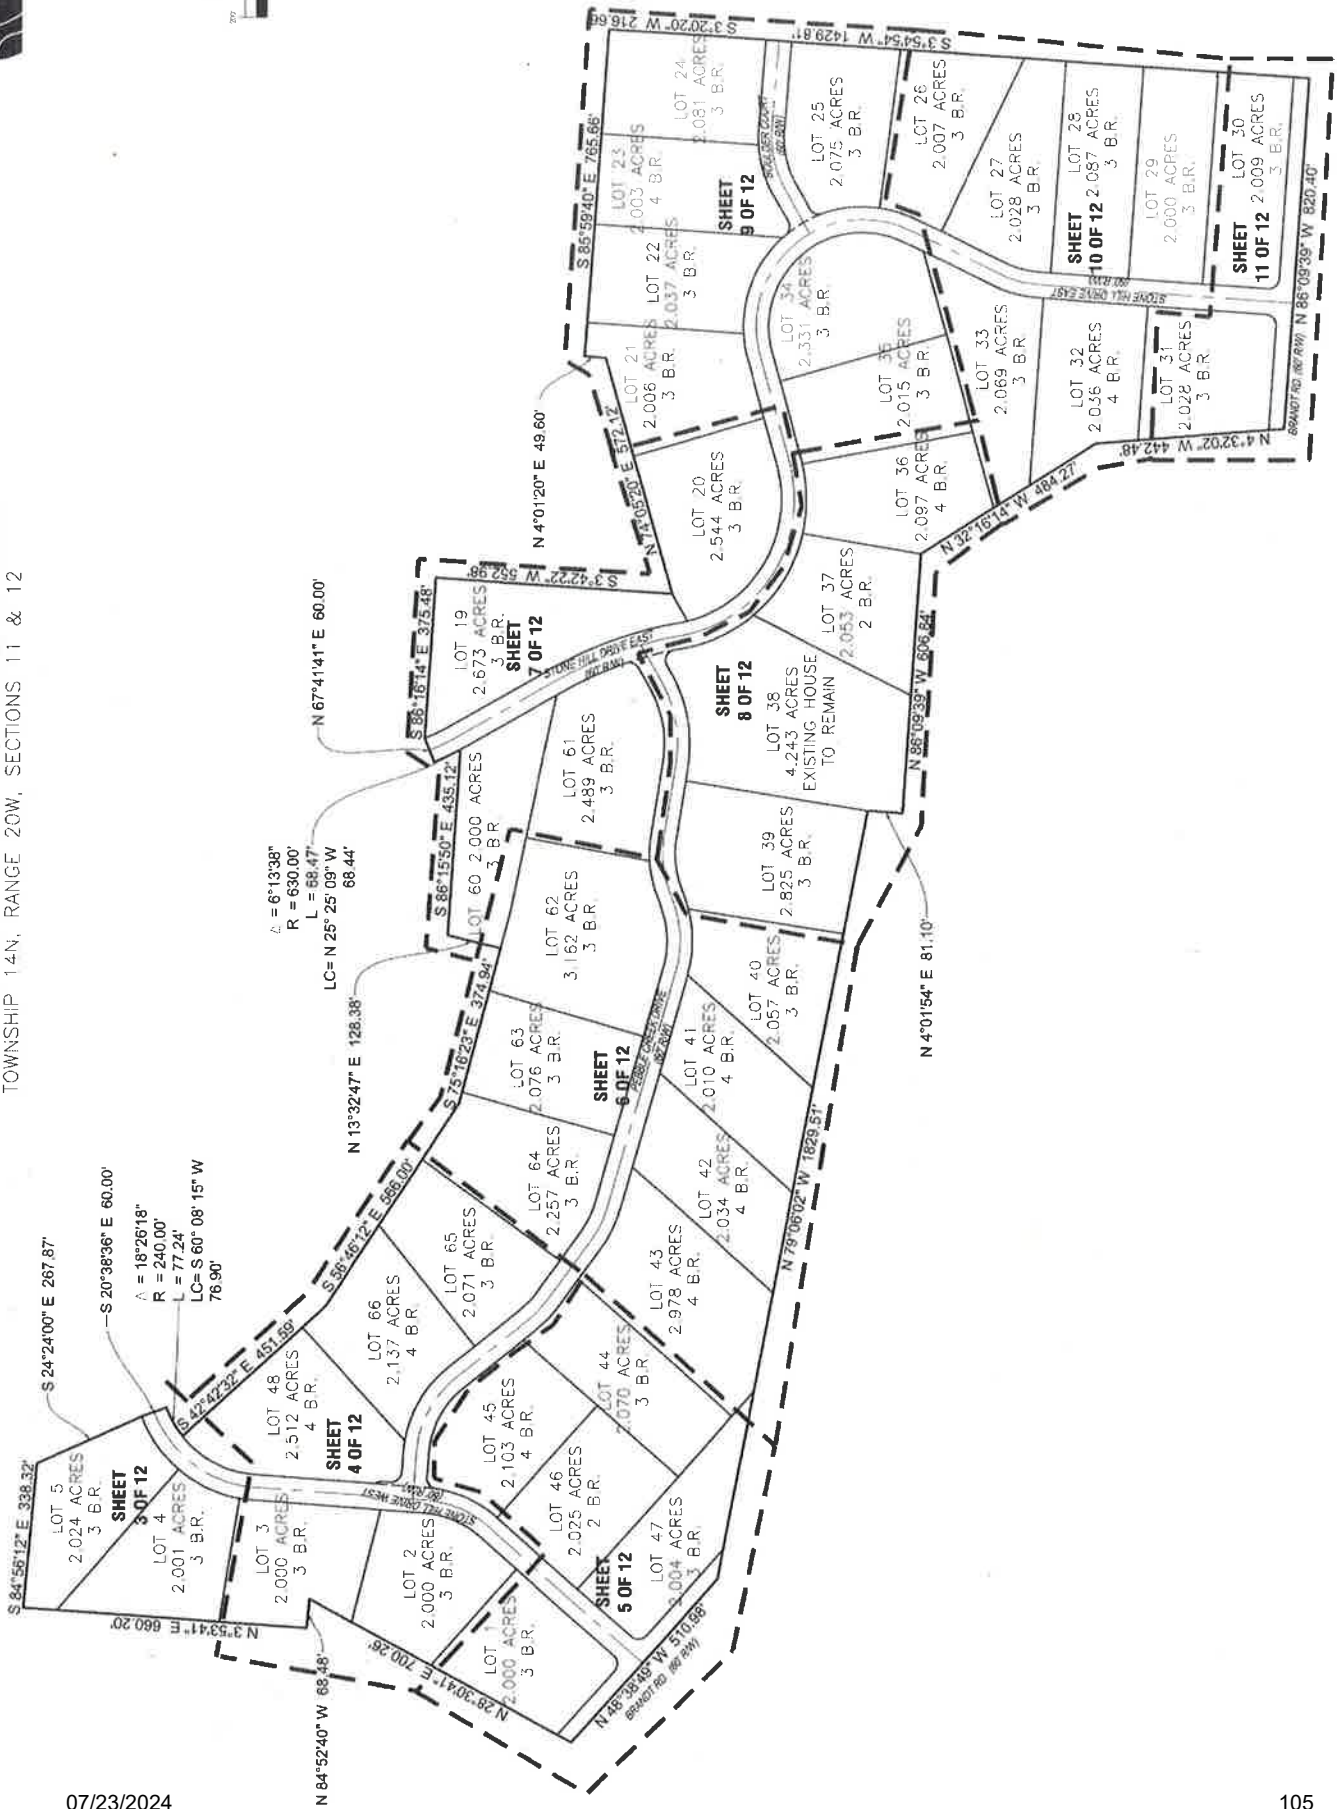 TOWNSHIP 14N, RANGE 20W, SECTIONS 11 & 12
200'
S 84°56'12" E 338.32'
S 24°24'00" E 267.87'
S 20°38'36" E 60.00'
Δ = 18°26'18"
R = 240.00'
L = 77.24'
LC= S 60° 08' 15" W
76.90'
S 42°42'32" E 451.59'
S 56°46'12" E 566.00'
S 75°16'23" E 374.94'
N 13°32'47" E 128.38'
S 86°15'50" E 435.12'
Δ = 6°13'38"
R = 630.00'
L = 68.47'
LC= N 25° 25' 09" W
68.44'
N 67°41'41" E 60.00'
S 86°16'14" E 375.48'
S 3°42'22" W 552.98'
N 74°05'20" E 572.12'
N 4°01'20" E 49.60'
S 85°59'40" E 765.66'
S 3°20'20" W 216.66'
S 3°54'54" W 1429.81'
N 86°09'39" W 820.40'
BRANDT RD. (60' R/W)
N 4°32'02" W 442.48'
N 32°16'14" W 484.27'
N 86°09'39" W 606.64'
N 4°01'54" E 81.10'
N 79°06'02" W 1829.51'
N 48°38'49" W 510.98'
BRANDT RD. (60' R/W)
N 28°30'41" E 700.26'
N 84°52'40" W 68.48'
N 3°53'41" E 660.20'
LOT 5
2.024 ACRES
3 B.R.
SHEET
3 OF 12
LOT 4
2.001 ACRES
3 B.R.
LOT 3
2.000 ACRES
3 B.R.
LOT 2
2.000 ACRES
3 B.R.
LOT 1
2.000 ACRES
3 B.R.
STONE HILL DRIVE WEST
(60' R/W)
LOT 48
2.512 ACRES
4 B.R.
SHEET
4 OF 12
LOT 66
2.137 ACRES
4 B.R.
LOT 65
2.071 ACRES
3 B.R.
LOT 45
2.103 ACRES
4 B.R.
LOT 46
2.025 ACRES
2 B.R.
SHEET
5 OF 12
LOT 47
2.004 ACRES
3 B.R.
LOT 44
2.070 ACRES
3 B.R.
LOT 43
2.978 ACRES
4 B.R.
LOT 64
2.257 ACRES
3 B.R.
LOT 63
2.076 ACRES
3 B.R.
SHEET
6 OF 12
PEBBLE CREEK DRIVE
(60' R/W)
LOT 42
2.034 ACRES
4 B.R.
LOT 41
2.010 ACRES
4 B.R.
LOT 40
2.057 ACRES
3 B.R.
LOT 62
3.162 ACRES
3 B.R.
LOT 60 2.000 ACRES
3 B.R.
LOT 61
2.489 ACRES
3 B.R.
LOT 39
2.825 ACRES
3 B.R.
LOT 19
2.673 ACRES
3 B.R.
SHEET
7 OF 12
STONE HILL DRIVE EAST
(60' R/W)
SHEET
8 OF 12
LOT 38
4.243 ACRES
EXISTING HOUSE
TO REMAIN
LOT 37
2.053 ACRES
2 B.R.
LOT 20
2.544 ACRES
3 B.R.
LOT 36
2.097 ACRES
4 B.R.
LOT 21
2.006 ACRES
3 B.R.
LOT 22
2.037 ACRES
3 B.R.
LOT 23
2.003 ACRES
4 B.R.
LOT 24
2.081 ACRES
3 B.R.
SHEET
9 OF 12
BOULDER COURT
(60' R/W)
LOT 25
2.075 ACRES
3 B.R.
LOT 34
2.331 ACRES
3 B.R.
LOT 35
2.015 ACRES
3 B.R.
LOT 26
2.007 ACRES
3 B.R.
LOT 27
2.028 ACRES
3 B.R.
SHEET
10 OF 12
LOT 28
2.087 ACRES
3 B.R.
LOT 29
2.000 ACRES
3 B.R.
LOT 33
2.069 ACRES
3 B.R.
STONE HILL DRIVE EAST
(60' R/W)
LOT 32
2.036 ACRES
4 B.R.
LOT 31
2.028 ACRES
3 B.R.
SHEET
11 OF 12
LOT 30
2.009 ACRES
3 B.R.
07/23/2024
105